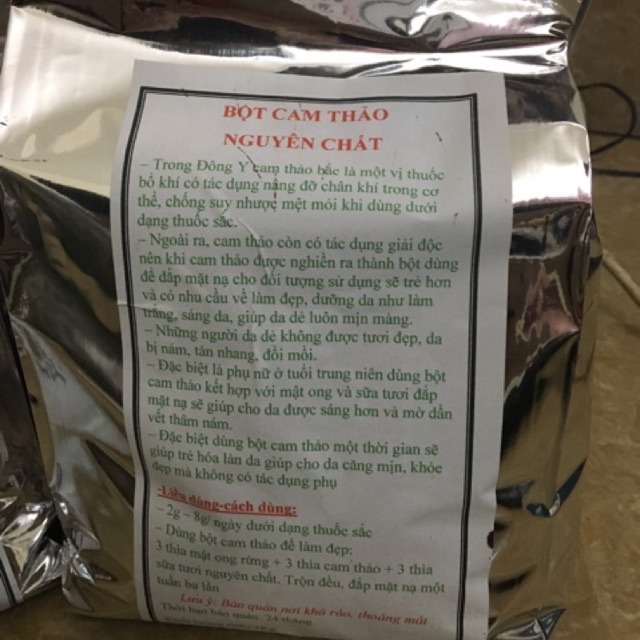 BỘT CAM THẢO
NGUYÊN CHẤT
– Trong Đông Y cam thảo bắc là một vị thuốc
bổ khí có tác dụng nâng đỡ chân khí trong cơ
thể, chống suy nhược mệt mỏi khi dùng dưới
dạng thuốc sắc.
– Ngoài ra, cam thảo còn có tác dụng giải độc
nên khi cam thảo được nghiền ra thành bột dùng
để đắp mặt nạ cho đối tượng sử dụng sẽ trẻ hơn
và có nhu cầu về làm đẹp, dưỡng da như làm
trắng, sáng da, giúp da dẻ luôn mịn màng.
– Những người da dẻ không được tươi đẹp, da
bị nám, tàn nhang, đồi mồi.
– Đặc biệt là phụ nữ ở tuổi trung niên dùng bột
cam thảo kết hợp với mật ong và sữa tươi đắp
mặt nạ sẽ giúp cho da được sáng hơn và mờ dần
vết thâm nám.
– Đặc biệt dùng bột cam thảo một thời gian sẽ
giúp trẻ hóa làn da giúp cho da căng mịn, khỏe
đẹp mà không có tác dụng phụ
-Liều dùng-cách dùng:
– 2g – 8g/ ngày dưới dạng thuốc sắc
– Dùng bột cam thảo để làm đẹp:
3 thìa mật ong rừng + 3 thìa cam thảo + 3 thìa
sữa tươi nguyên chất. Trộn đều, đắp mặt nạ một
tuần ba lần
Lưu ý: Bảo quản nơi khô ráo, thoáng mát
Thời hạn bảo quản: 24 tháng